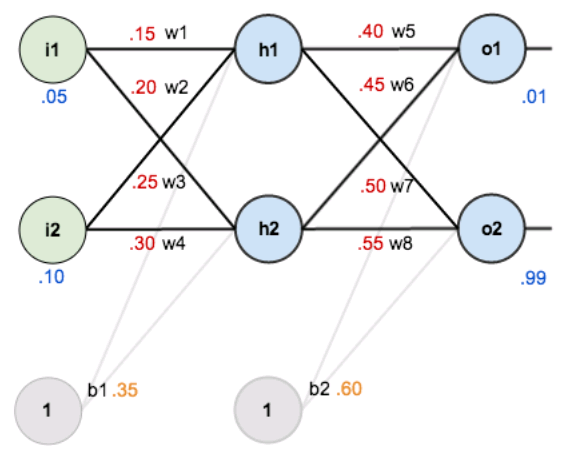 .15 w1
.40 w5
i1
h1
o1
.20 w2
.45 w6
.05
.01
.25 w3
.50 w7
i2
h2
o2
.30 w4
.55 w8
.10
.99
b1 .35
b2 .60
1
1